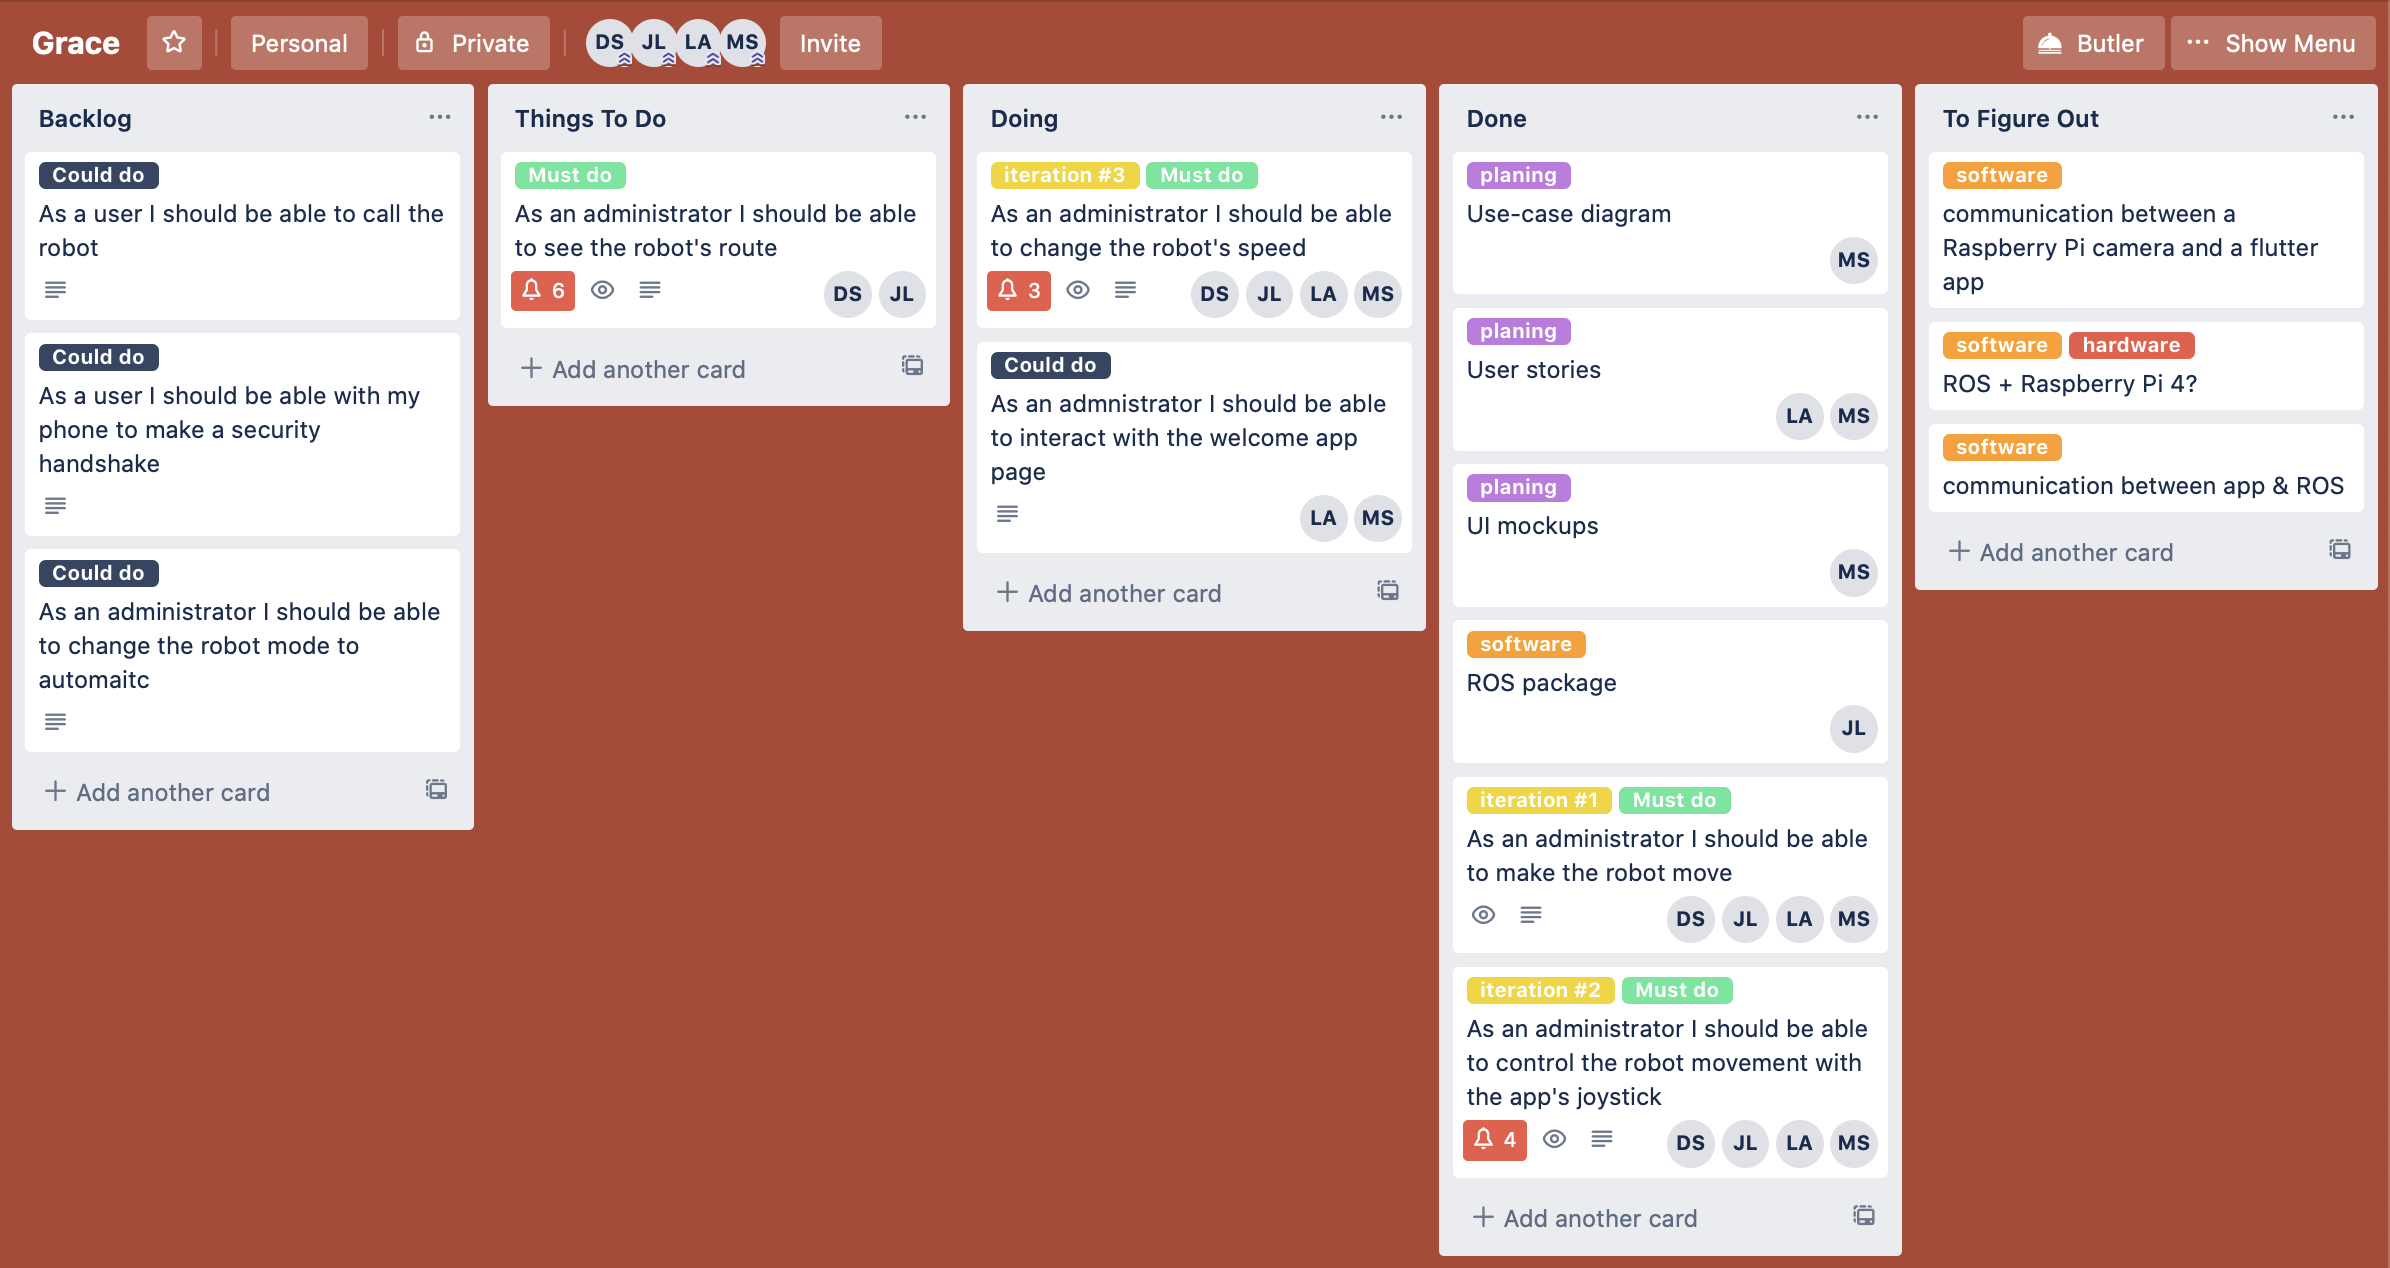 Grace
Personal
Private
DS JL LA MS
Invite
Butler
··· Show Menu
Backlog
Could do
As a user I should be able to call the
robot
Could do
As a user I should be able with my
phone to make a security
handshake
Could do
As an administrator I should be able
to change the robot mode to
automaitc
+ Add another card
Things To Do
Must do
As an administrator I should be able
to see the robot's route
6
DS JL
+ Add another card
Doing
iteration #3 Must do
As an administrator I should be able
to change the robot's speed
3
DS JL LA MS
Could do
As an admnistrator I should be able
to interact with the welcome app
page
LA MS
+ Add another card
Done
planing
Use-case diagram
MS
planing
User stories
LA MS
planing
UI mockups
MS
software
ROS package
JL
iteration #1 Must do
As an administrator I should be able
to make the robot move
DS JL LA MS
iteration #2 Must do
As an administrator I should be able
to control the robot movement with
the app's joystick
4
DS JL LA MS
+ Add another card
To Figure Out
software
communication between a
Raspberry Pi camera and a flutter
app
software hardware
ROS + Raspberry Pi 4?
software
communication between app & ROS
+ Add another card